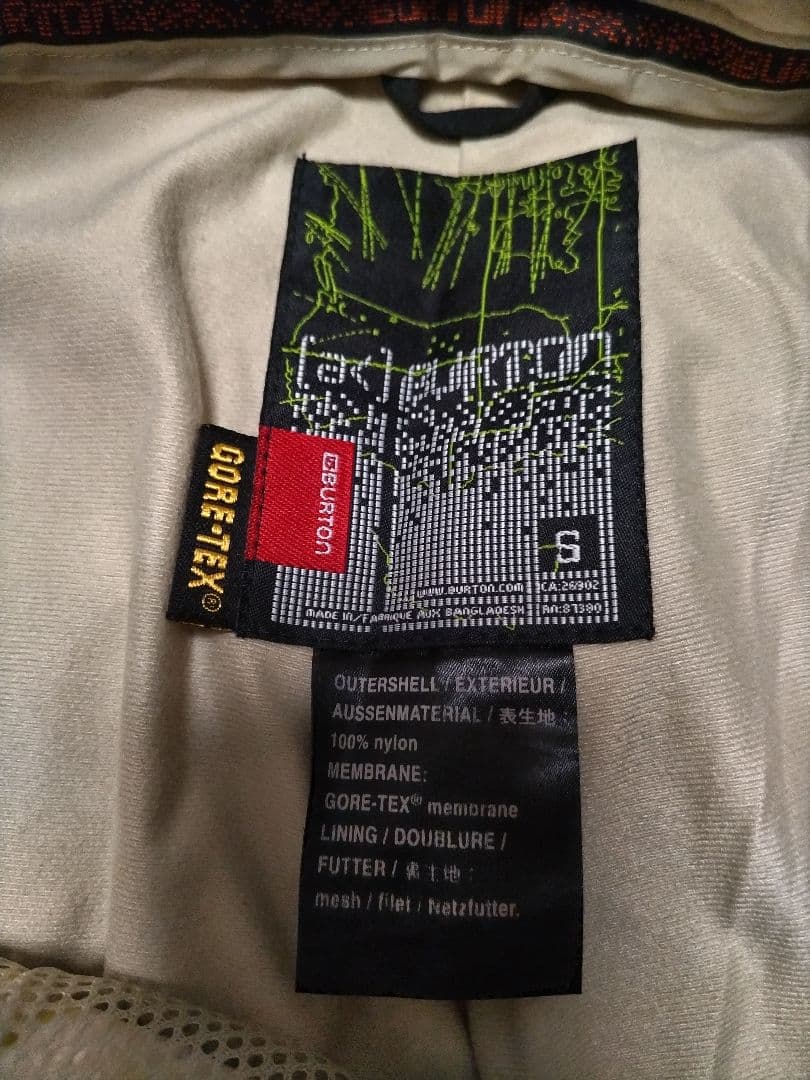 BURTON
[ak] BURTON
BURTON
GORE-TEX®
S
WWW.BURTON.COM CA:26902
MADE IN/FABRIQUE AUX BANGLADESH RN:87390
OUTERSHELL / EXTERIEUR /
AUSSENMATERIAL / 表生地:
100% nylon
MEMBRANE:
GORE-TEX® membrane
LINING / DOUBLURE /
FUTTER / 裏生地:
mesh / filet / Netzfutter.